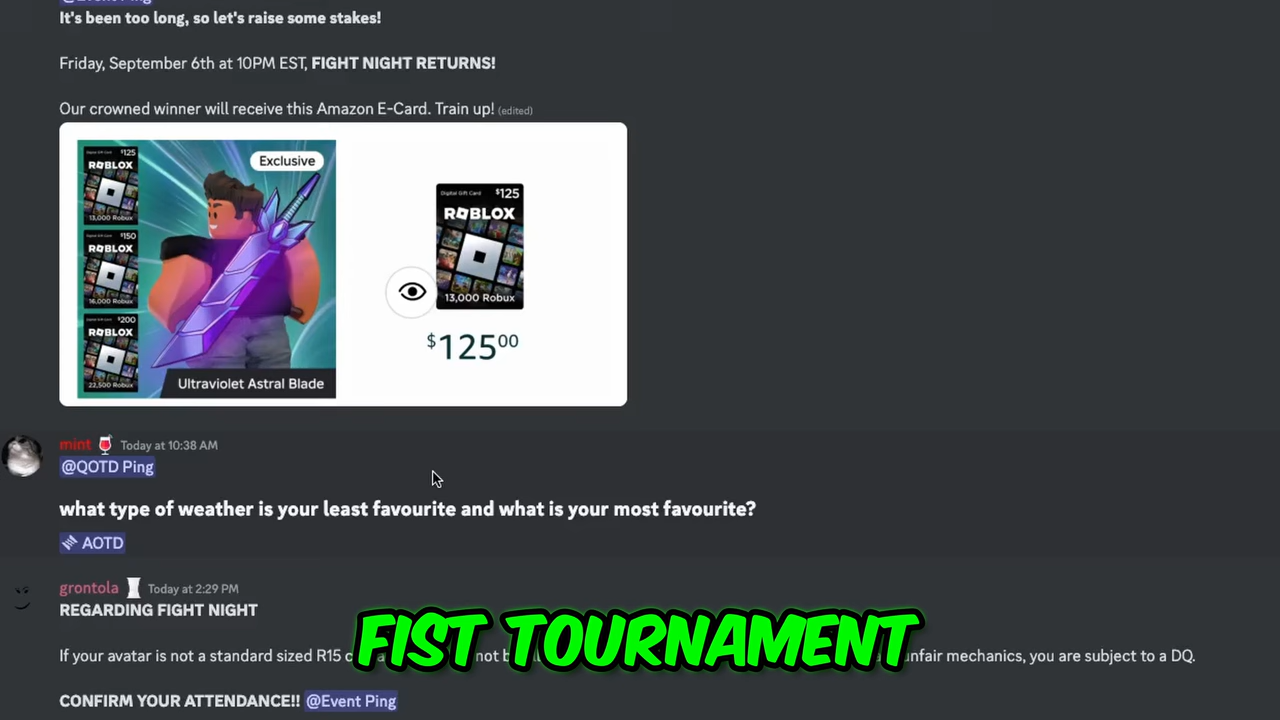 @Event Ping
It's been too long, so let's raise some stakes!
Friday, September 6th at 10PM EST, FIGHT NIGHT RETURNS!
Our crowned winner will receive this Amazon E-Card. Train up! (edited)
Digital Gift Card $125
ROBLOX
13,000 Robux
$150
ROBLOX
16,000 Robux
$200
ROBLOX
22,500 Robux
Exclusive
Ultraviolet Astral Blade
Digital Gift Card $125
ROBLOX
13,000 Robux
$125.00
mint Today at 10:38 AM
@QOTD Ping
what type of weather is your least favourite and what is your most favourite?
AOTD
grontola Today at 2:29 PM
REGARDING FIGHT NIGHT
If your avatar is not a standard sized R15 unfair mechanics, you are subject to a DQ.
FIST TOURNAMENT
CONFIRM YOUR ATTENDANCE!! @Event Ping